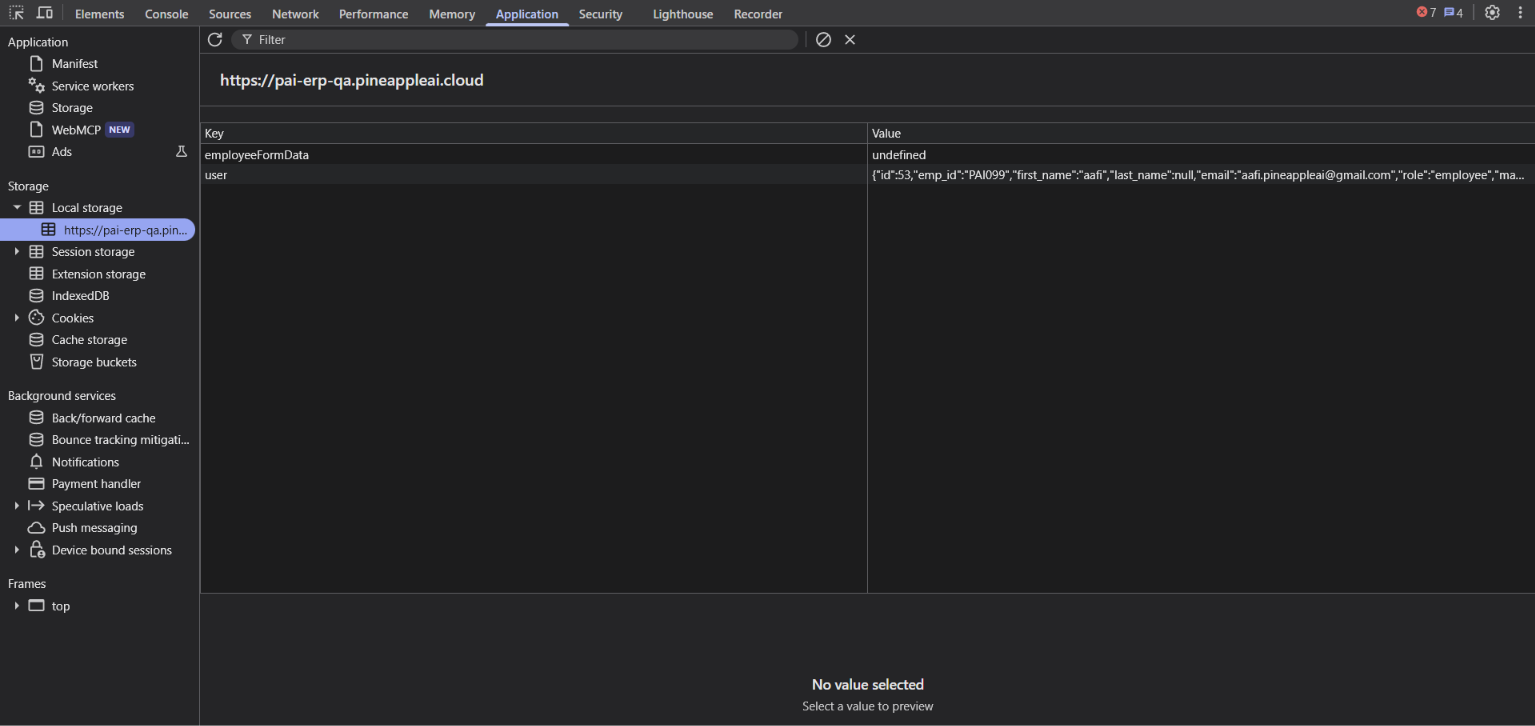 Elements Console Sources Network Performance Memory Application Security Lighthouse Recorder 7 4
Application
Manifest
Service workers
Storage
WebMCP NEW
Ads
Storage
Local storage
https://pai-erp-qa.pin...
Session storage
Extension storage
IndexedDB
Cookies
Cache storage
Storage buckets
Background services
Back/forward cache
Bounce tracking mitigati...
Notifications
Payment handler
Speculative loads
Push messaging
Device bound sessions
Frames
top
Filter
https://pai-erp-qa.pineappleai.cloud
Key Value
employeeFormData undefined
user {"id":53,"emp_id":"PAI099","first_name":"aafi","last_name":null,"email":"aafi.pineappleai@gmail.com","role":"employee","ma...
No value selected
Select a value to preview